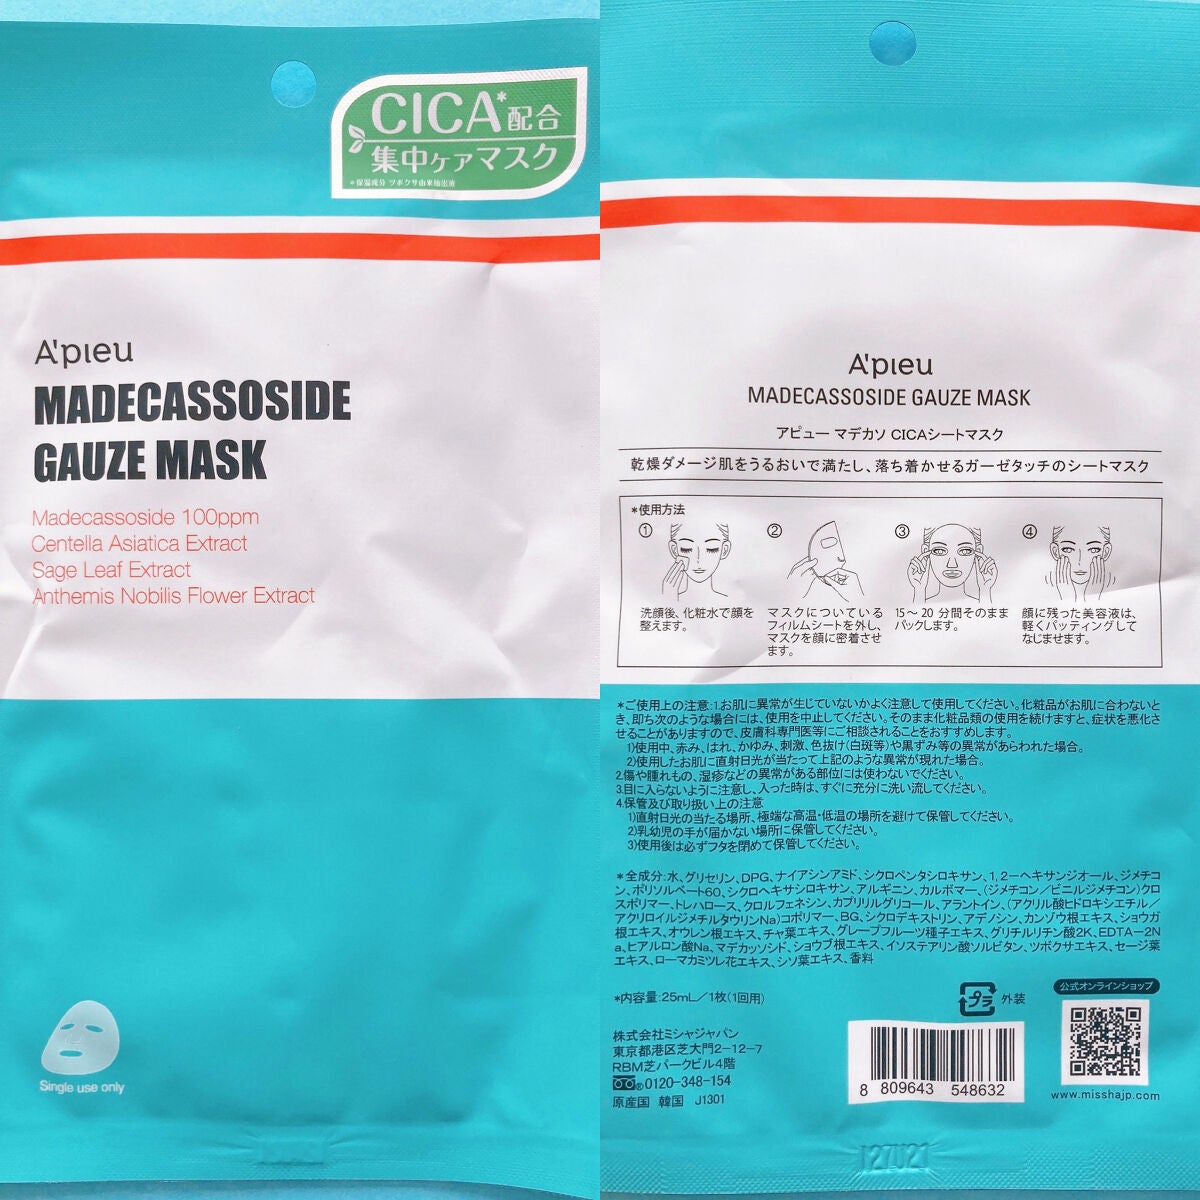 CICA*配合
集中ケアマスク
*保湿成分 ツボクサ由来抽出液
A'pieu
MADECASSOSIDE
GAUZE MASK
Madecassoside 100ppm
Centella Asiatica Extract
Sage Leaf Extract
Anthemis Nobilis Flower Extract
Single use only
A'pieu
MADECASSOSIDE GAUZE MASK
アピュー マデカソ CICAシートマスク
乾燥ダメージ肌をうるおいで満たし、落ち着かせるガーゼタッチのシートマスク
*使用方法
①
洗顔後、化粧水で顔を
整えます。
②
マスクについている
フィルムシートを外し、
マスクを顔に密着させ
ます。
③
15〜20分間そのまま
パックします。
④
顔に残った美容液は、
軽くパッティングして
なじませます。
*ご使用上の注意:1.お肌に異常が生じていないかよく注意して使用してください。化粧品がお肌に合わないと
き、即ち次のような場合には、使用を中止してください。そのまま化粧品類の使用を続けますと、症状を悪化さ
せることがありますので、皮膚科専門医等にご相談されることをおすすめします。
1)使用中、赤み、はれ、かゆみ、刺激、色抜け(白斑等)や黒ずみ等の異常があらわれた場合。
2)使用したお肌に直射日光が当たって上記のような異常が現れた場合。
2.傷や腫れもの、湿疹などの異常がある部位には使わないでください。
3.目に入らないように注意し、入った時は、すぐに充分に洗い流してください。
4.保管及び取り扱い上の注意
1)直射日光の当たる場所、極端な高温・低温の場所を避けて保管してください。
2)乳幼児の手が届かない場所に保管してください。
3)使用後は必ずフタを閉めて保管してください。
*全成分:水、グリセリン、DPG、ナイアシンアミド、シクロペンタシロキサン、1,2-ヘキサンジオール、ジメチコ
ン、ポリソルベート60、シクロヘキサシロキサン、アルギニン、カルボマー、(ジメチコン/ビニルジメチコン)クロ
スポリマー、トレハロース、クロルフェネシン、カプリリルグリコール、アラントイン、(アクリル酸ヒドロキシエチル/
アクリロイルジメチルタウリンNa)コポリマー、BG、シクロデキストリン、アデノシン、カンゾウ根エキス、ショウガ
根エキス、オウレン根エキス、チャ葉エキス、グレープフルーツ種子エキス、グリチルリチン酸2K、EDTA-2N
a、ヒアルロン酸Na、マデカッソシド、ショウブ根エキス、イソステアリン酸ソルビタン、ツボクサエキス、セージ葉
エキス、ローマカミツレ花エキス、シソ葉エキス、香料
*内容量:25mL/1枚(1回用)
プラ 外装
公式オンラインショップ
株式会社ミシャジャパン
東京都港区芝大門2-12-7
RBM芝パークビル4階
0120-348-154
原産国 韓国 J1301
8 809643 548632
www.misshajp.com